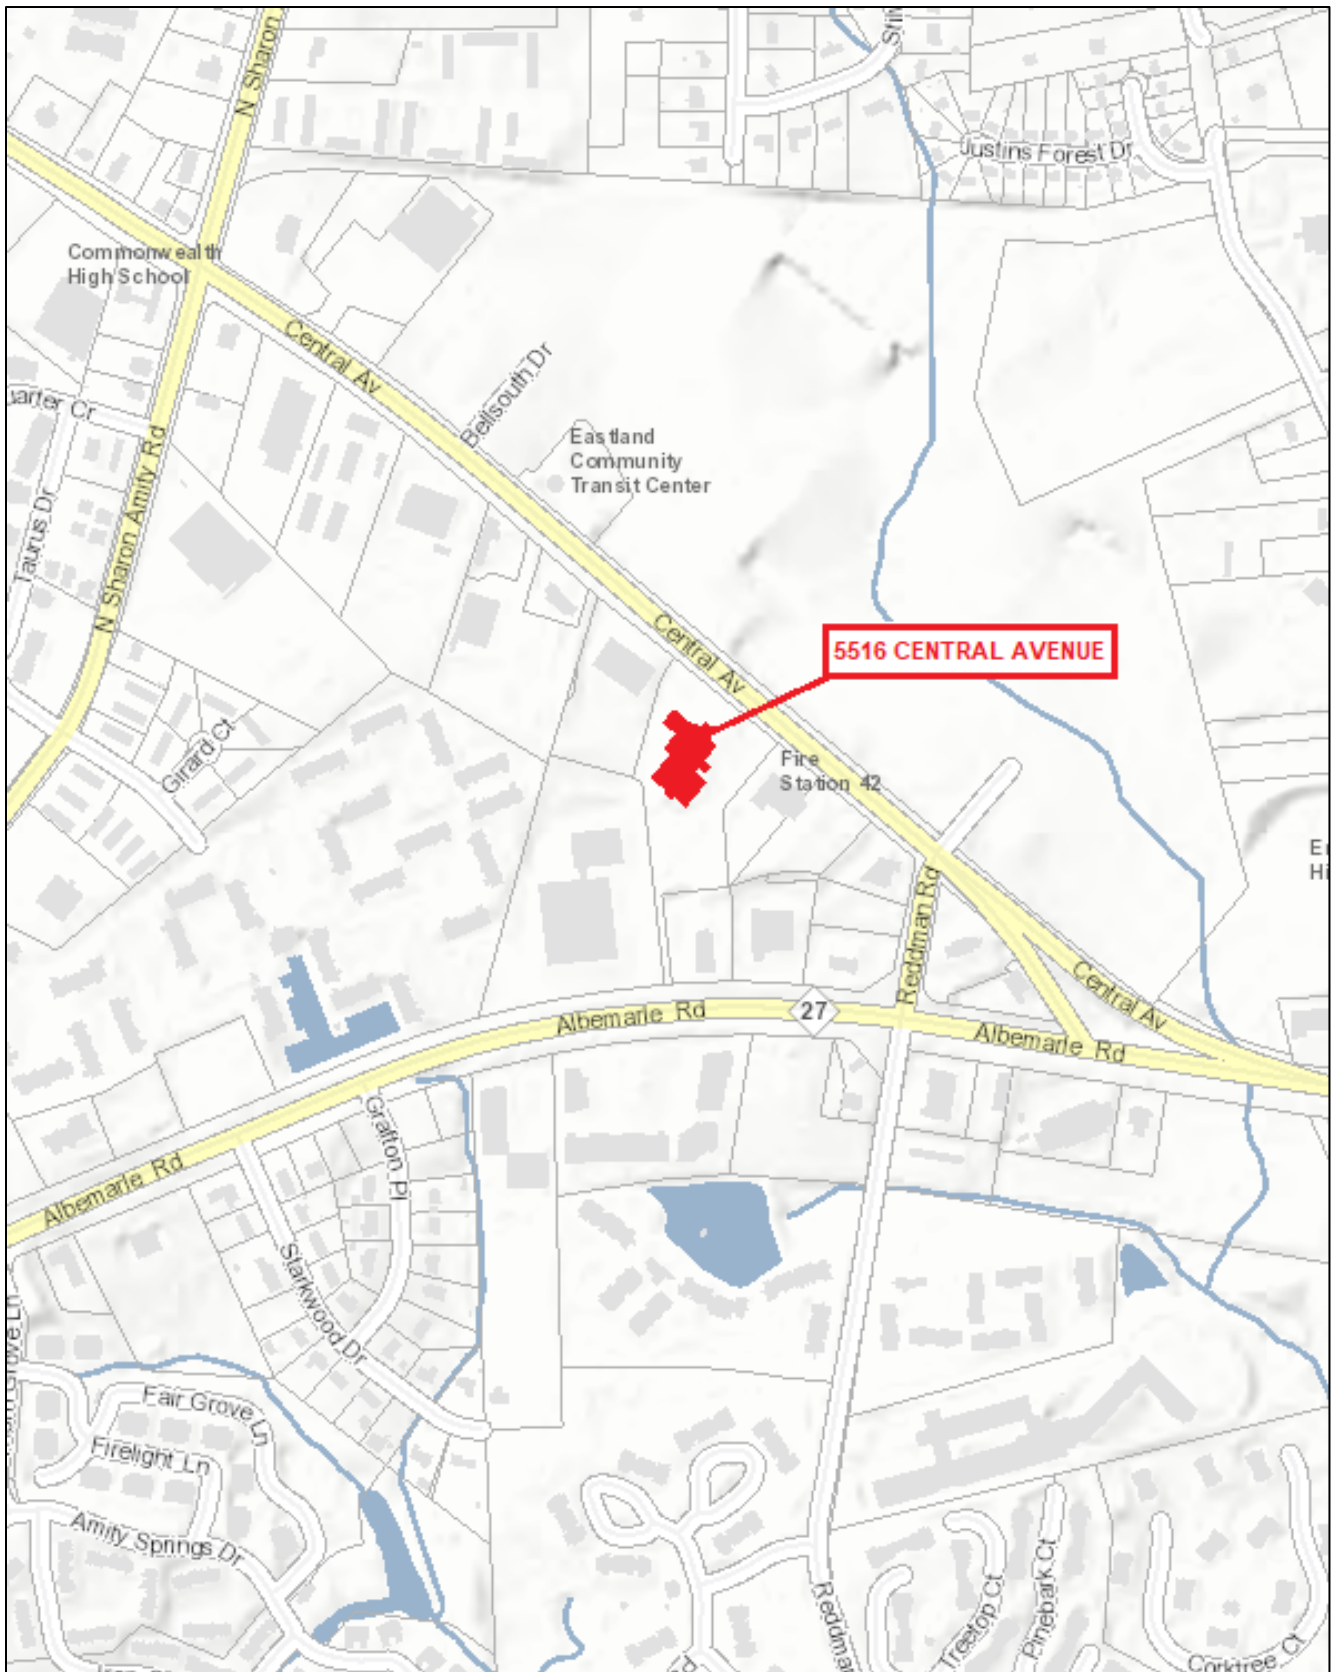 N Sharon
Justins Forest Dr
Commonwealth
High School
Central Av
Bellsouth Dr
Eastland
Community
Transit Center
Taurus Dr
N Sharon Amity Rd
Central Av
5516 CENTRAL AVENUE
Girard Ct
Fire
Station 42
Reddman Rd
Central Av
Albemarle Rd
27
Albemarle Rd
Grafton Pl
Albemarle Rd
Starkwood Dr
Fair Grove Ln
Firelight Ln
Amity Springs Dr
Treetop Ct
Pinebark Ct
Corktree Ct